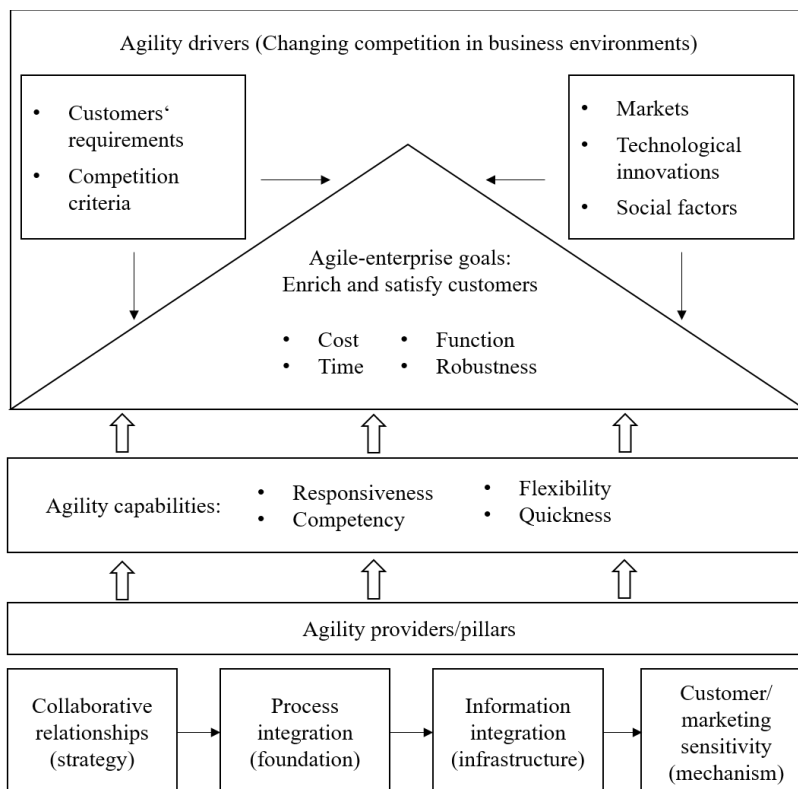 Agility drivers (Changing competition in business environments)
• Customers‘
requirements
• Competition
criteria
• Markets
• Technological
innovations
• Social factors
Agile-enterprise goals:
Enrich and satisfy customers
• Cost
• Time
• Function
• Robustness
Agility capabilities:
• Responsiveness
• Competency
• Flexibility
• Quickness
Agility providers/pillars
Collaborative
relationships
(strategy)
Process
integration
(foundation)
Information
integration
(infrastructure)
Customer/
marketing
sensitivity
(mechanism)